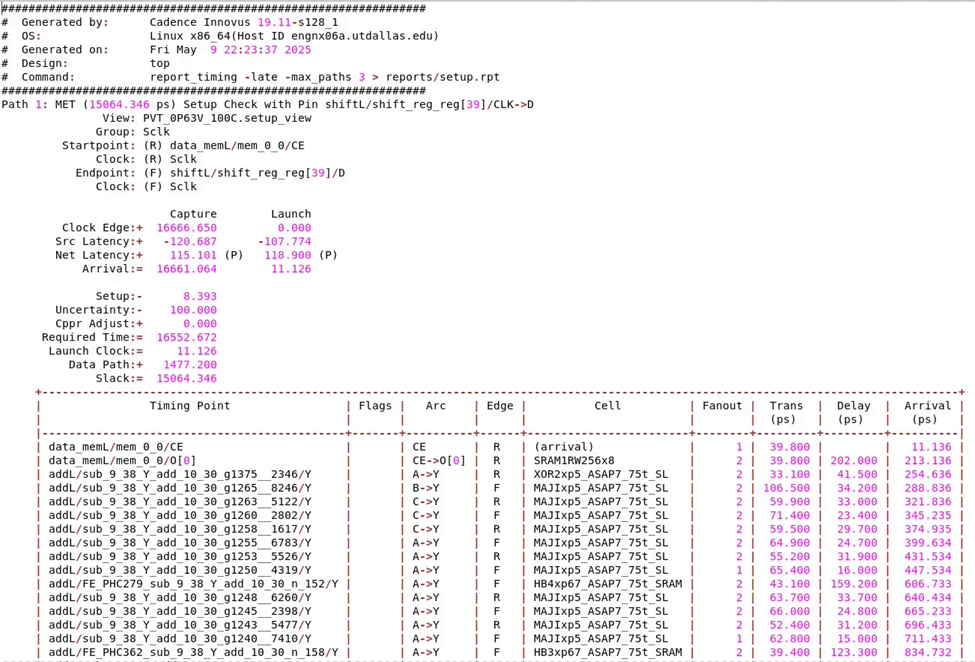 ###############################################################
#  Generated by:      Cadence Innovus 19.11-s128_1
#  OS:                Linux x86_64(Host ID engnx06a.utdallas.edu)
#  Generated on:      Fri May  9 22:23:37 2025
#  Design:            top
#  Command:           report_timing -late -max_paths 3 > reports/setup.rpt
###############################################################
Path 1: MET (15064.346 ps) Setup Check with Pin shiftL/shift_reg_reg[39]/CLK->D
View: PVT_0P63V_100C.setup_view
Group: Sclk
Startpoint: (R) data_memL/mem_0_0/CE
Clock: (R) Sclk
Endpoint: (F) shiftL/shift_reg_reg[39]/D
Clock: (F) Sclk
Capture Launch
Clock Edge:+ 16666.650 0.000
Src Latency:+ -120.687 -107.774
Net Latency:+ 115.101 (P) 118.900 (P)
Arrival:= 16661.064 11.126
Setup:- 8.393
Uncertainty:- 100.000
Cppr Adjust:+ 0.000
Required Time:= 16552.672
Launch Clock:= 11.126
Data Path:+ 1477.200
Slack:= 15064.346
+---------------------------------------------------------------+
| Timing Point | Flags | Arc | Edge | Cell | Fanout | Trans | Delay | Arrival |
| | | | | | | (ps) | (ps) | (ps) |
|---------------------------------------------------------------+
| data_memL/mem_0_0/CE | | CE | R | (arrival) | 1 | 39.800 | | 11.136 |
| data_memL/mem_0_0/O[0] | | CE->O[0] | R | SRAM1RW256x8 | 2 | 39.800 | 202.000 | 213.136 |
| addL/sub_9_38_Y_add_10_30_g1375__2346/Y | | A->Y | R | XOR2xp5_ASAP7_75t_SL | 2 | 33.100 | 41.500 | 254.636 |
| addL/sub_9_38_Y_add_10_30_g1265__8246/Y | | B->Y | F | MAJIxp5_ASAP7_75t_SL | 2 | 106.500 | 34.200 | 288.836 |
| addL/sub_9_38_Y_add_10_30_g1263__5122/Y | | C->Y | R | MAJIxp5_ASAP7_75t_SL | 2 | 59.900 | 33.000 | 321.836 |
| addL/sub_9_38_Y_add_10_30_g1260__2802/Y | | C->Y | F | MAJIxp5_ASAP7_75t_SL | 2 | 71.400 | 23.400 | 345.235 |
| addL/sub_9_38_Y_add_10_30_g1258__1617/Y | | C->Y | R | MAJIxp5_ASAP7_75t_SL | 2 | 59.500 | 29.700 | 374.935 |
| addL/sub_9_38_Y_add_10_30_g1255__6783/Y | | A->Y | F | MAJIxp5_ASAP7_75t_SL | 2 | 64.900 | 24.700 | 399.634 |
| addL/sub_9_38_Y_add_10_30_g1253__5526/Y | | A->Y | R | MAJIxp5_ASAP7_75t_SL | 2 | 55.200 | 31.900 | 431.534 |
| addL/sub_9_38_Y_add_10_30_g1250__4319/Y | | A->Y | F | MAJIxp5_ASAP7_75t_SL | 1 | 65.400 | 16.000 | 447.534 |
| addL/FE_PHC279_sub_9_38_Y_add_10_30_n_152/Y | | A->Y | F | HB4xp67_ASAP7_75t_SRAM | 2 | 43.100 | 159.200 | 606.733 |
| addL/sub_9_38_Y_add_10_30_g1248__6260/Y | | A->Y | R | MAJIxp5_ASAP7_75t_SL | 2 | 63.700 | 33.700 | 640.434 |
| addL/sub_9_38_Y_add_10_30_g1245__2398/Y | | A->Y | F | MAJIxp5_ASAP7_75t_SL | 2 | 66.000 | 24.800 | 665.233 |
| addL/sub_9_38_Y_add_10_30_g1243__5477/Y | | A->Y | R | MAJIxp5_ASAP7_75t_SL | 2 | 52.400 | 31.200 | 696.433 |
| addL/sub_9_38_Y_add_10_30_g1240__7410/Y | | A->Y | F | MAJIxp5_ASAP7_75t_SL | 1 | 62.800 | 15.000 | 711.433 |
| addL/FE_PHC362_sub_9_38_Y_add_10_30_n_158/Y | | A->Y | F | HB3xp67_ASAP7_75t_SRAM | 2 | 39.400 | 123.300 | 834.732 |